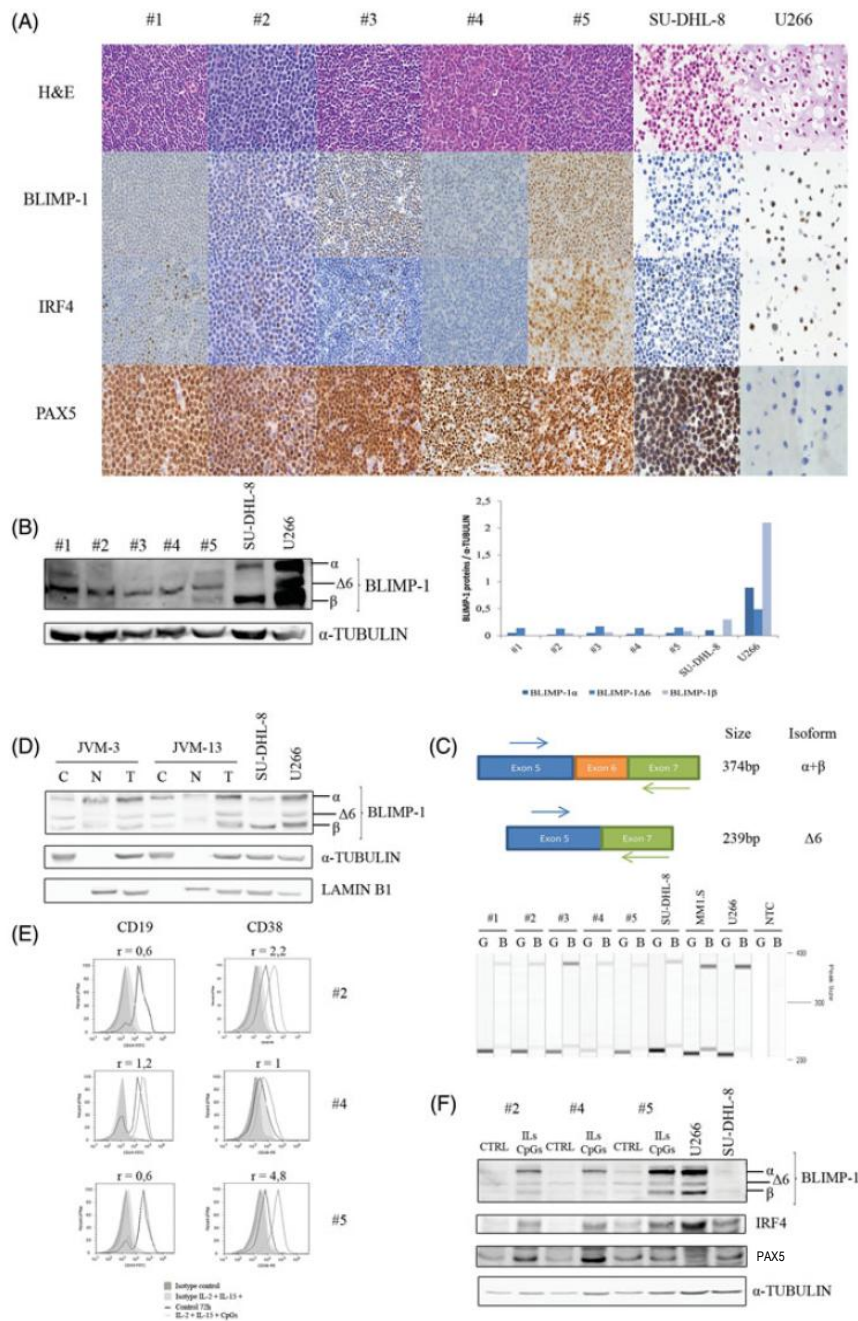 (A)
#1 #2 #3 #4 #5 SU-DHL-8 U266
H&E
BLIMP-1
IRF4
PAX5
(B)
#1 #2 #3 #4 #5 SU-DHL-8 U266
α
Δ6
β
BLIMP-1
α-TUBULIN
BLIMP-1 proteins / α-TUBULIN
2,5
2
1,5
1
0,5
0
#1 #2 #3 #4 #5 SU-DHL-8 U266
BLIMP-1α BLIMP-1Δ6 BLIMP-1β
(D)
JVM-3 JVM-13 SU-DHL-8 U266
C N T C N T
α
Δ6
β
BLIMP-1
α-TUBULIN
LAMIN B1
(C)
Size Isoform
Exon 5 Exon 6 Exon 7 374bp α+β
Exon 5 Exon 7 239bp Δ6
#1 #2 #3 #4 #5 SU-DHL-8 MM1.S U266 NTC
G B G B G B G B G B G B G B G B G B
400
300
200
(E)
CD19 CD38
r = 0,6 r = 2,2
#2
r = 1,2 r = 1
#4
r = 0,6 r = 4,8
#5
Isotype control
Isotype IL-2 + IL-15 +
Control 72h
IL-2 + IL-15 + CpGs
(F)
#2 #4 #5
CTRL ILs CpGs CTRL ILs CpGs CTRL ILs CpGs U266 SU-DHL-8
α
Δ6
β
BLIMP-1
IRF4
PAX5
α-TUBULIN